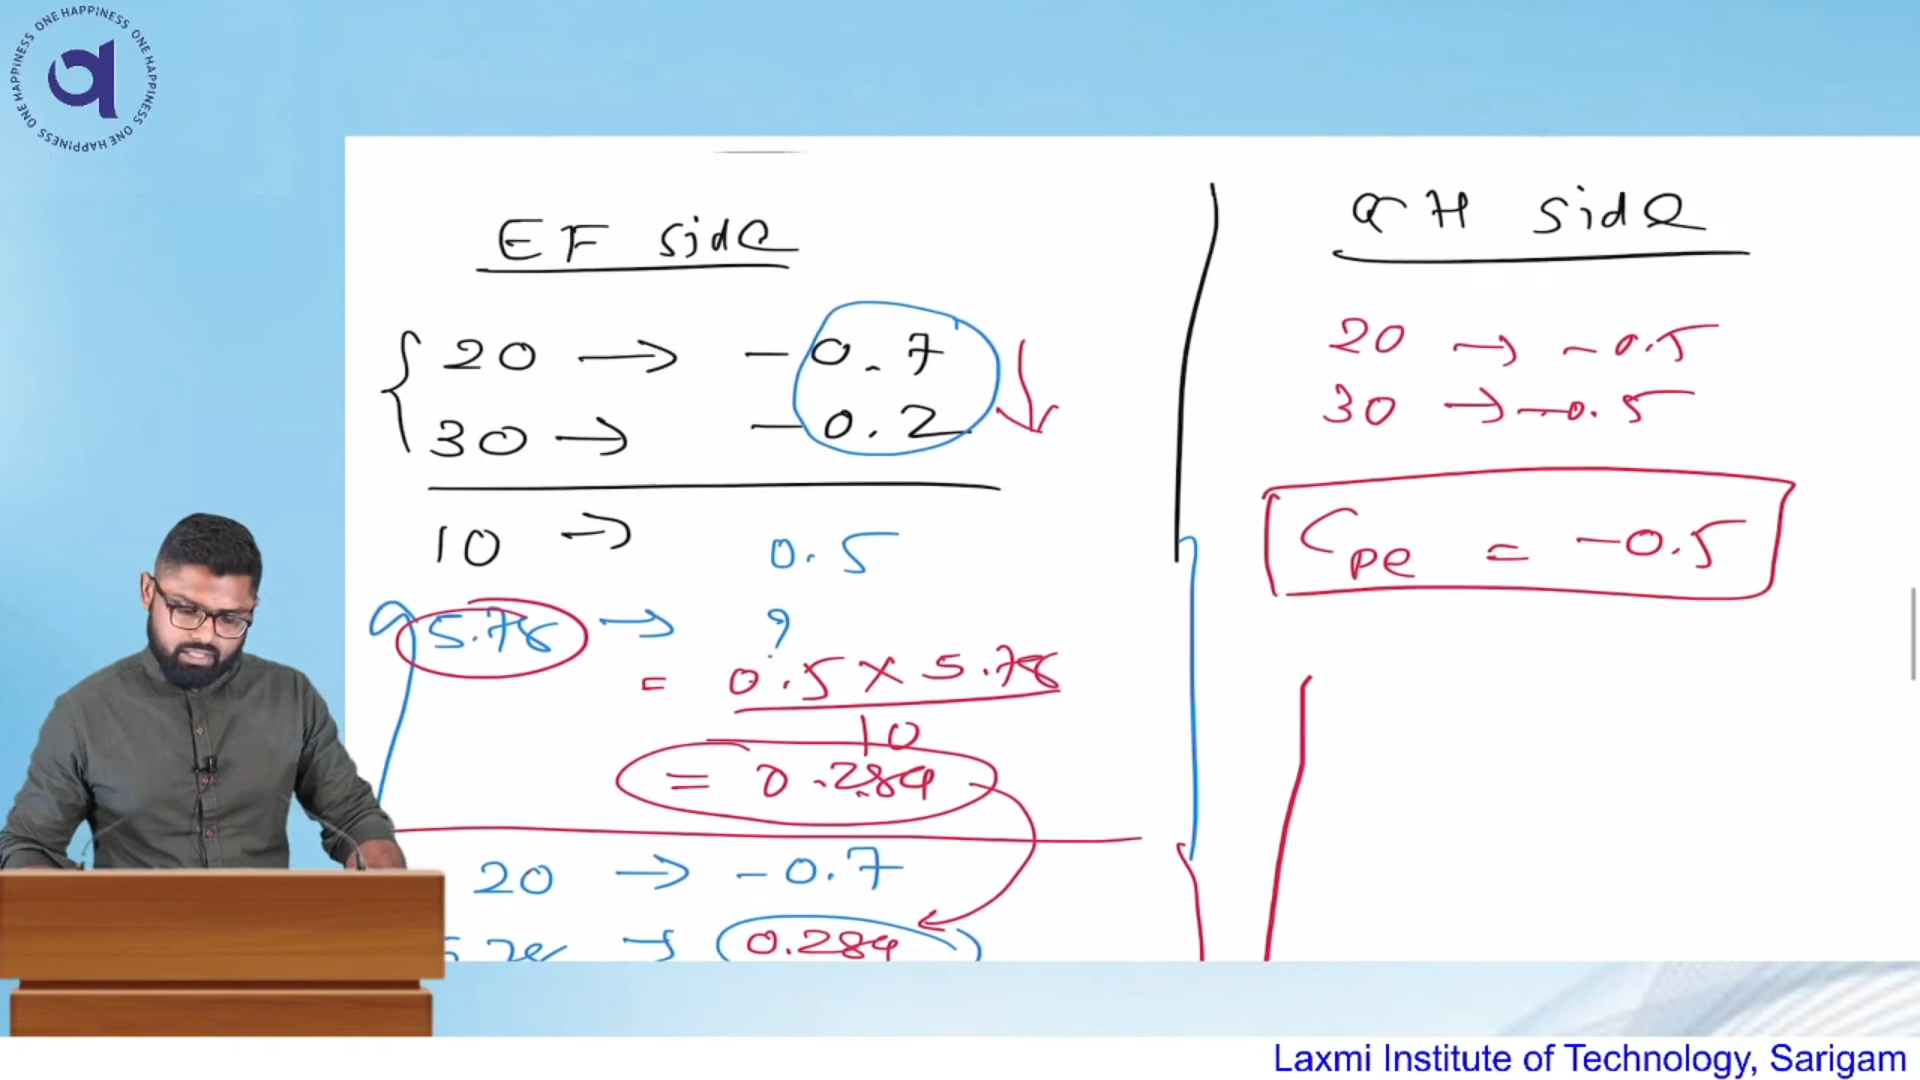 ONE HAPPINESS ONE HAPPINESS ONE HAPPINESS ONE HAPPINESS
EF side
20 → -0.7
30 → -0.2
10 → 0.5
5.78 → ?
= 0.5 × 5.78
10
= 0.289
20 → -0.7
→ 0.289
GH side
20 → -0.5
30 → -0.5
Cpe = -0.5
Laxmi Institute of Technology, Sarigam